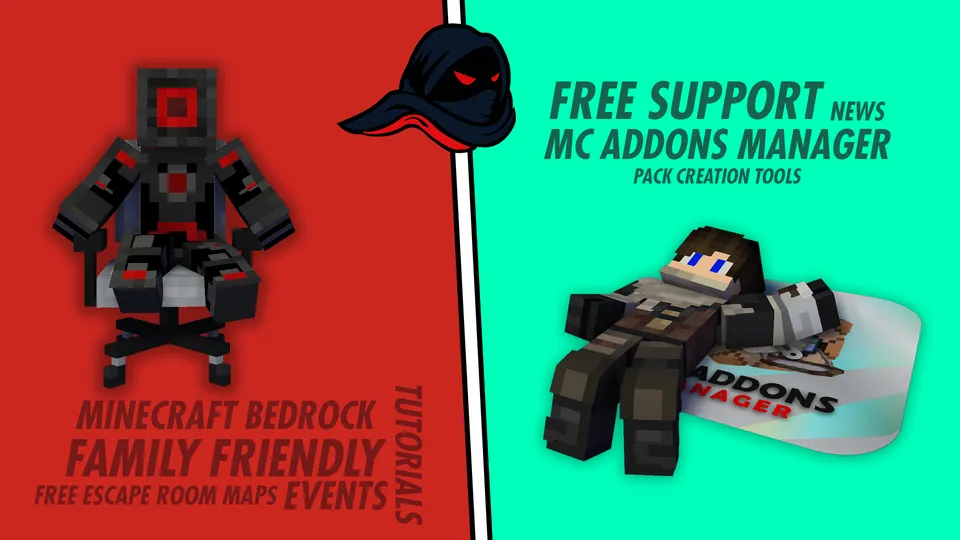 FREE SUPPORT NEWS
MC ADDONS MANAGER
PACK CREATION TOOLS
ADDONS
NAGER
MINECRAFT BEDROCK
FAMILY FRIENDLY
FREE ESCAPE ROOM MAPS EVENTS
TUTORIALS